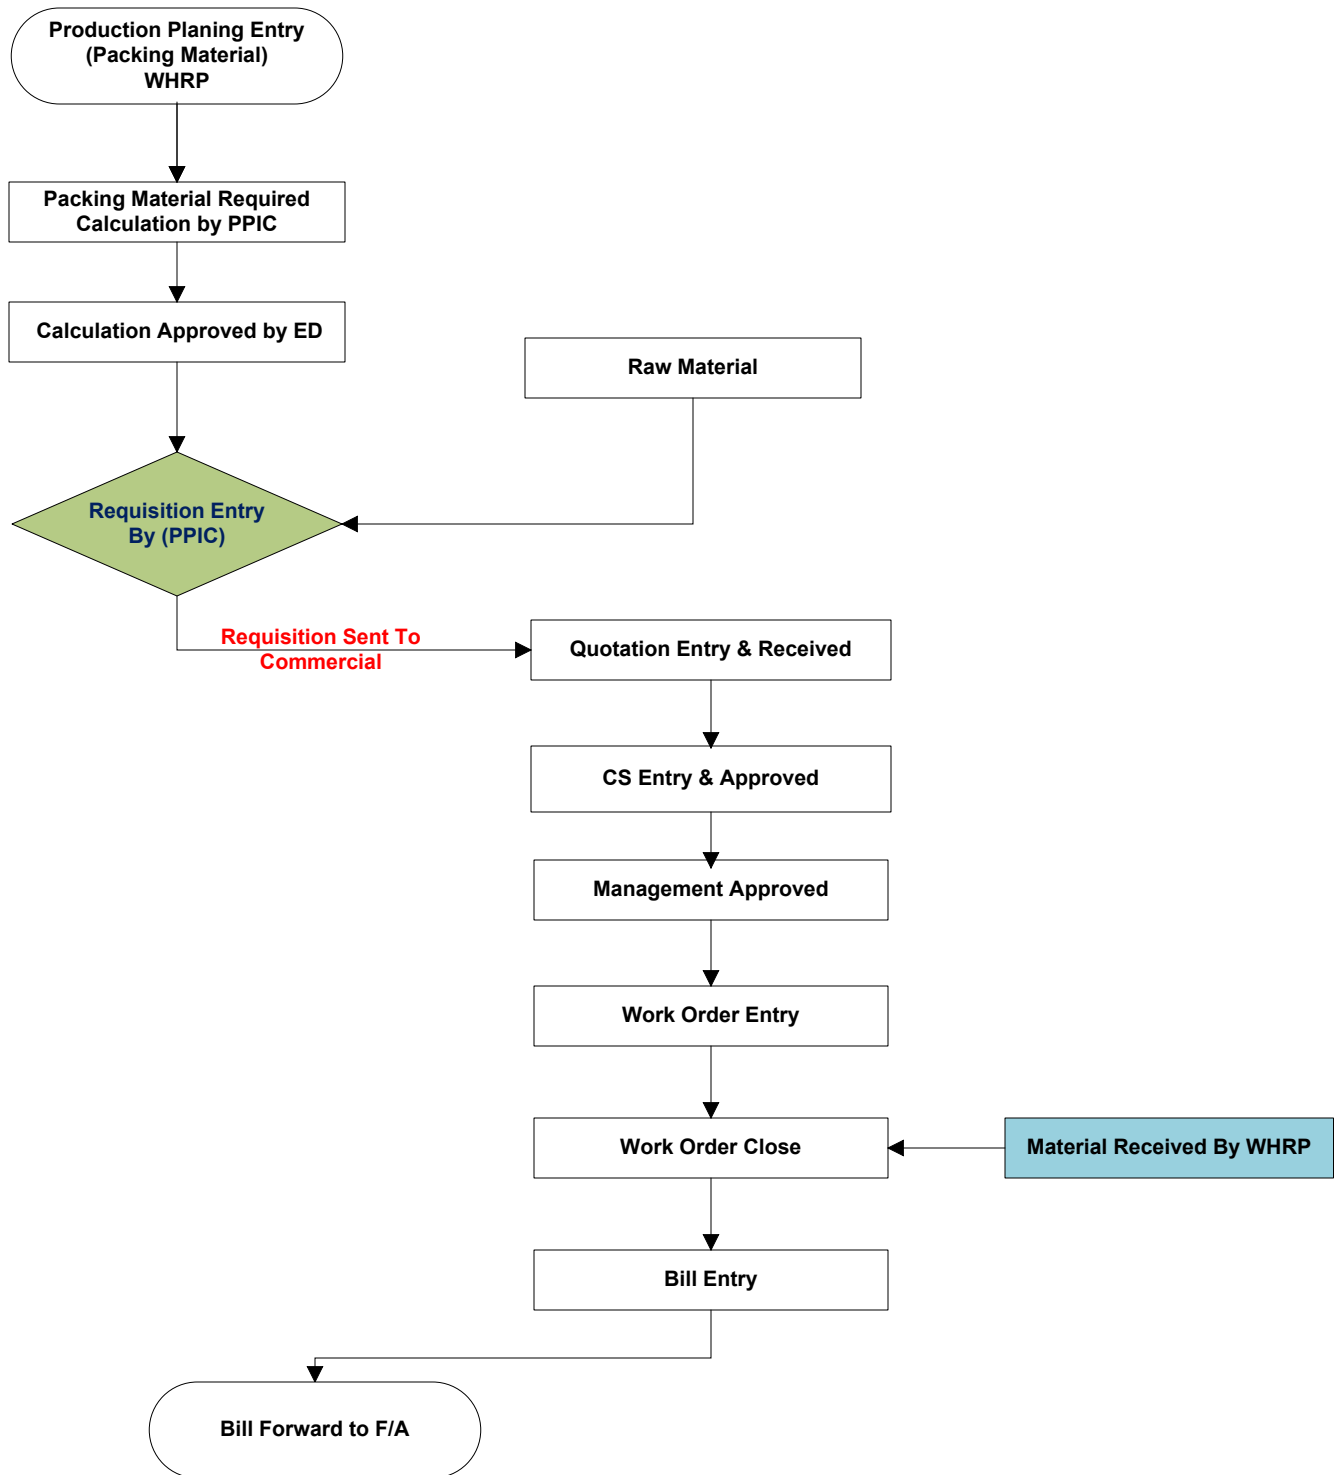 Production Planing Entry
(Packing Material)
WHRP
Packing Material Required
Calculation by PPIC
Calculation Approved by ED
Raw Material
Requisition Entry
By (PPIC)
Requisition Sent To
Commercial
Quotation Entry & Received
CS Entry & Approved
Management Approved
Work Order Entry
Work Order Close
Material Received By WHRP
Bill Entry
Bill Forward to F/A